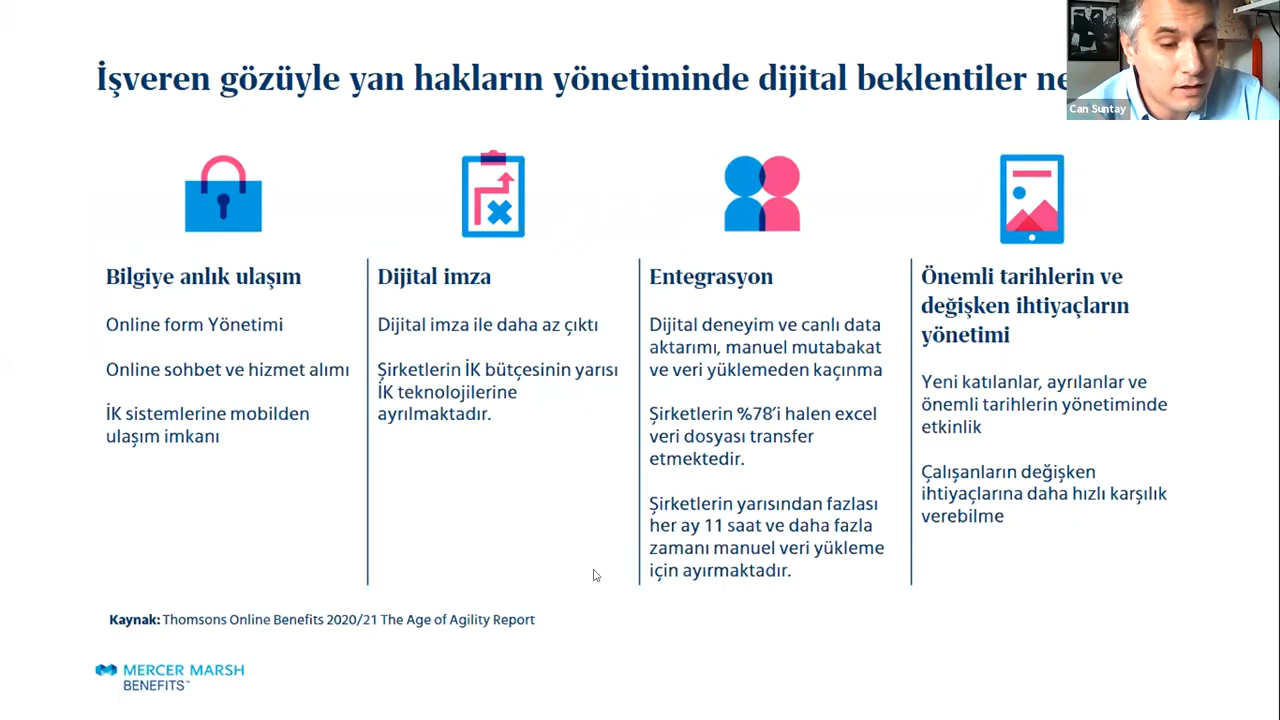 İşveren gözüyle yan hakların yönetiminde dijital beklentiler
Can Suntay
Bilgiye anlık ulaşım
Online form Yönetimi
Online sohbet ve hizmet alımı
İK sistemlerine mobilden
ulaşım imkanı
Dijital imza
Dijital imza ile daha az çıktı
Şirketlerin İK bütçesinin yarısı
İK teknolojilerine
ayrılmaktadır.
Entegrasyon
Dijital deneyim ve canlı data
aktarımı, manuel mutabakat
ve veri yüklemeden kaçınma
Şirketlerin %78’i halen excel
veri dosyası transfer
etmektedir.
Şirketlerin yarısından fazlası
her ay 11 saat ve daha fazla
zamanı manuel veri yükleme
için ayırmaktadır.
Önemli tarihlerin ve
değişken ihtiyaçların
yönetimi
Yeni katılanlar, ayrılanlar ve
önemli tarihlerin yönetiminde
etkinlik
Çalışanların değişken
ihtiyaçlarına daha hızlı karşılık
verebilme
Kaynak: Thomsons Online Benefits 2020/21 The Age of Agility Report
MERCER MARSH
BENEFITS™